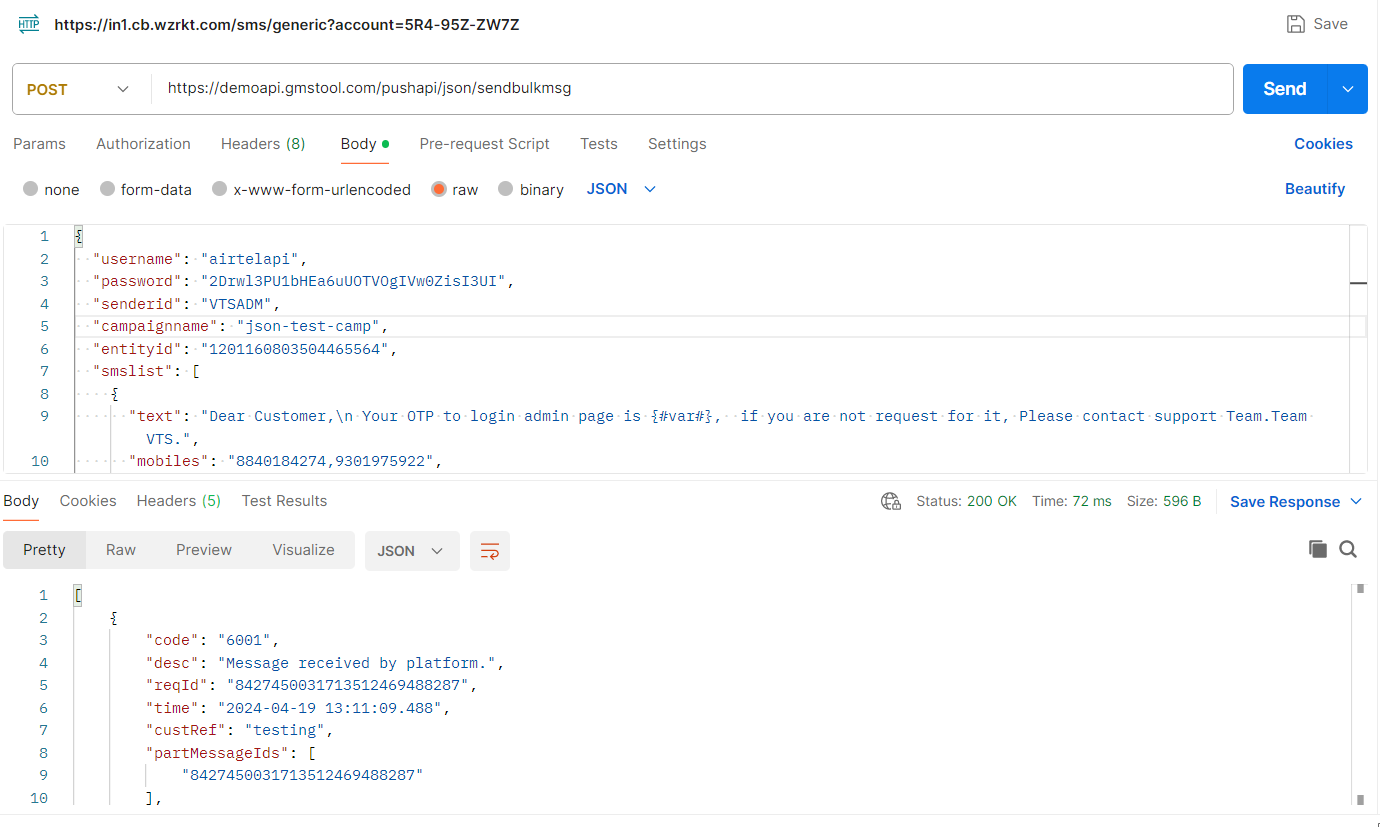 HTTP https://in1.cb.wzrkt.com/sms/generic?account=5R4-95Z-ZW7Z Save
POST https://demoapi.gmstool.com/pushapi/json/sendbulkmsg Send
Params Authorization Headers (8) Body Pre-request Script Tests Settings Cookies
none form-data x-www-form-urlencoded raw binary JSON Beautify
1 {
2 "username": "airtelapi",
3 "password": "2Drwl3PU1bHEa6uUOTVOgIVw0ZisI3UI",
4 "senderid": "VTSADM",
5 "campaignname": "json-test-camp",
6 "entityid": "1201160803504465564",
7 "smslist": [
8 {
9 "text": "Dear Customer,\n Your OTP to login admin page is {#var#}, if you are not request for it, Please contact support Team.Team
VTS.",
10 "mobiles": "8840184274,9301975922",
Body Cookies Headers (5) Test Results Status: 200 OK Time: 72 ms Size: 596 B Save Response
Pretty Raw Preview Visualize JSON
1 [
2 {
3 "code": "6001",
4 "desc": "Message received by platform.",
5 "reqId": "8427450031713512469488287",
6 "time": "2024-04-19 13:11:09.488",
7 "custRef": "testing",
8 "partMessageIds": [
9 "8427450031713512469488287"
10 ],